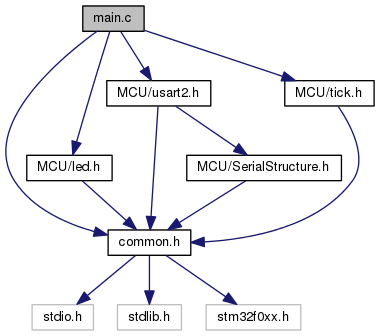 main.c
MCU/usart2.h
MCU/tick.h
MCU/led.h
MCU/SerialStructure.h
common.h
stdio.h
stdlib.h
stm32f0xx.h